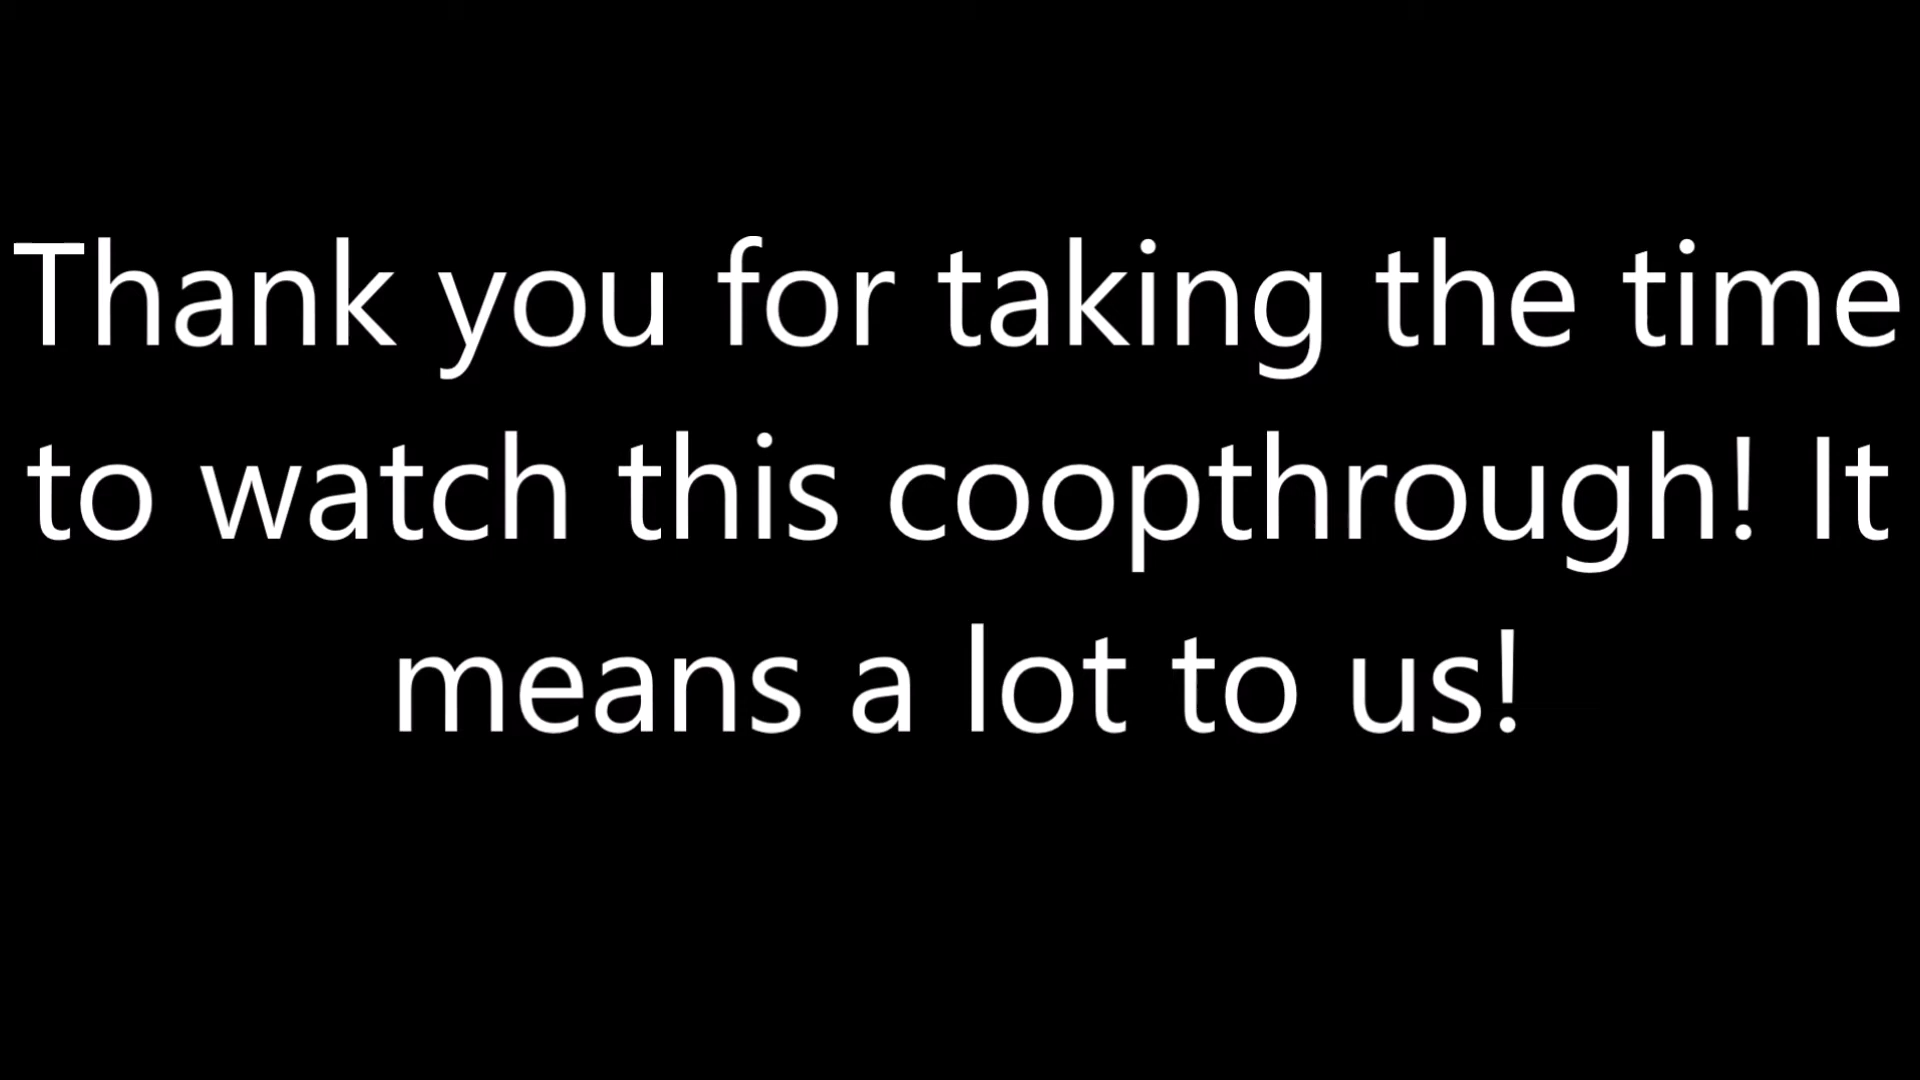 Thank you for taking the time
to watch this coopthrough! It
means a lot to us!